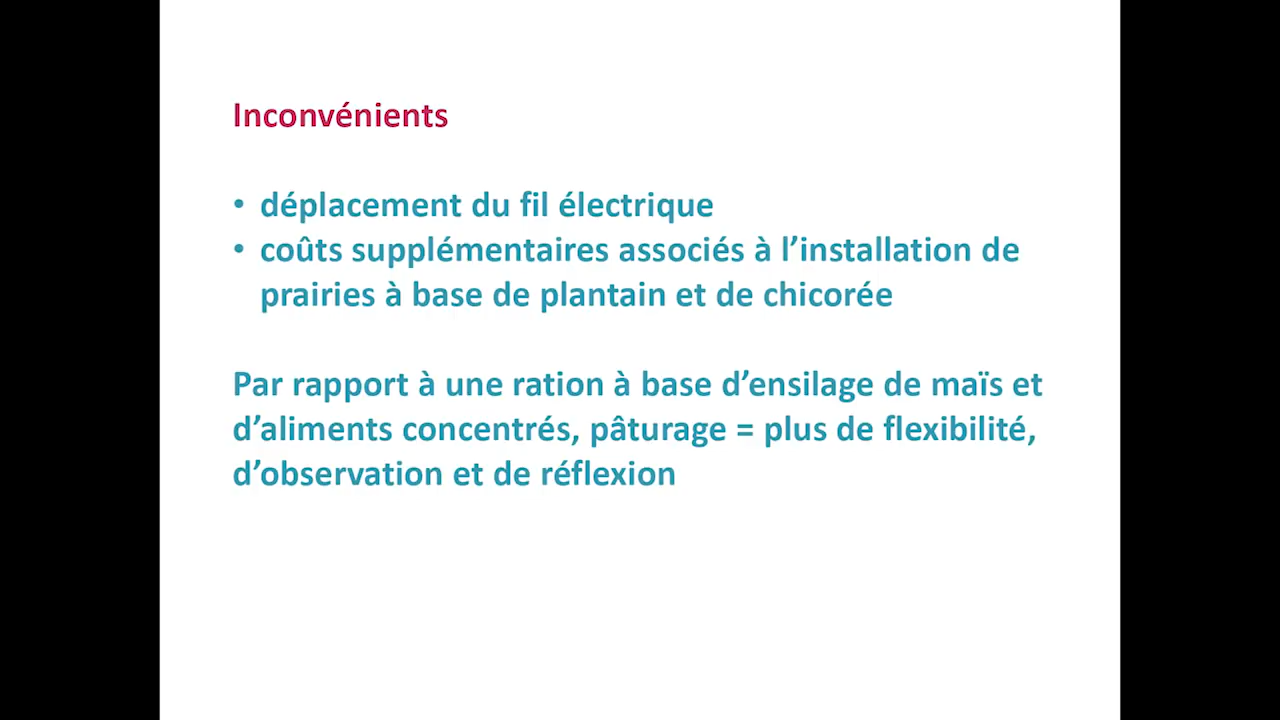 Inconvénients
• déplacement du fil électrique
• coûts supplémentaires associés à l’installation de
prairies à base de plantain et de chicorée
Par rapport à une ration à base d’ensilage de maïs et
d’aliments concentrés, pâturage = plus de flexibilité,
d’observation et de réflexion